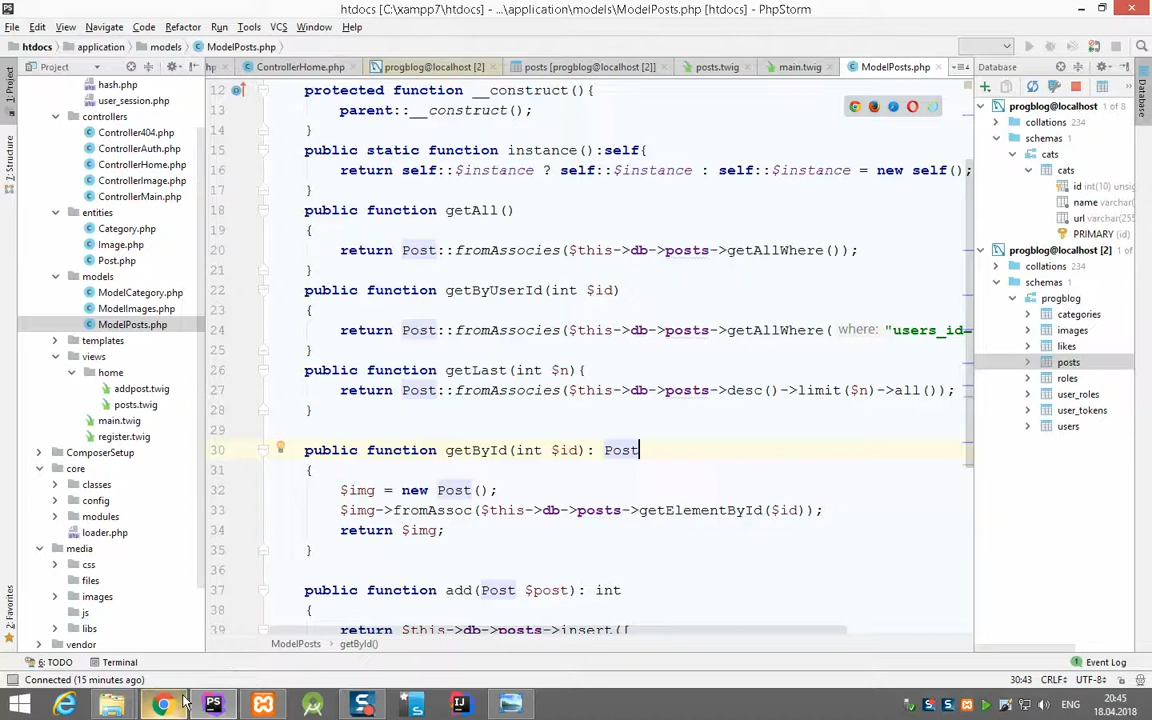 htdocs [C:\xampp7\htdocs] - ...\application\models\ModelPosts.php [htdocs] - PhpStorm
File Edit View Navigate Code Refactor Run Tools VCS Window Help
htdocs application models ModelPosts.php
Project hp ControllerHome.php progblog@localhost [2] posts [progblog@localhost [2]] posts.twig main.twig ModelPosts.php Database
1: Project
7: Structure
2: Favorites
Database
hash.php
user_session.php
controllers
Controller404.php
ControllerAuth.php
ControllerHome.php
ControllerImage.php
ControllerMain.php
entities
Category.php
Image.php
Post.php
models
ModelCategory.php
ModelImages.php
ModelPosts.php
templates
views
home
addpost.twig
posts.twig
main.twig
register.twig
ComposerSetup
core
classes
config
modules
loader.php
media
css
files
images
js
libs
vendor
12 protected function __construct(){
13 parent::__construct();
14 }
15 public static function instance():self{
16 return self::$instance ? self::$instance : self::$instance = new self();
17 }
18 public function getAll()
19 {
20 return Post::fromAssocies($this->db->posts->getAllWhere());
21 }
22 public function getByUserId(int $id)
23 {
24 return Post::fromAssocies($this->db->posts->getAllWhere( where: "users_id=
25 }
26 public function getLast(int $n){
27 return Post::fromAssocies($this->db->posts->desc()->limit($n)->all());
28 }
29
30 public function getById(int $id): Post
31 {
32 $img = new Post();
33 $img->fromAssoc($this->db->posts->getElementById($id));
34 return $img;
35 }
36
37 public function add(Post $post): int
38 {
39 return $this->db->posts->insert([
ModelPosts getById()
progblog@localhost 1 of 8
collations 234
schemas 1
cats
cats
id int(10) unsig
name varchar(
url varchar(255
PRIMARY (id)
progblog@localhost [2] 1 of
collations 234
schemas 1
progblog
categories
images
likes
posts
roles
user_roles
user_tokens
users
6: TODO Terminal Event Log
Connected (15 minutes ago) 30:43 CRLF UTF-8
ENG 20:45
18.04.2018